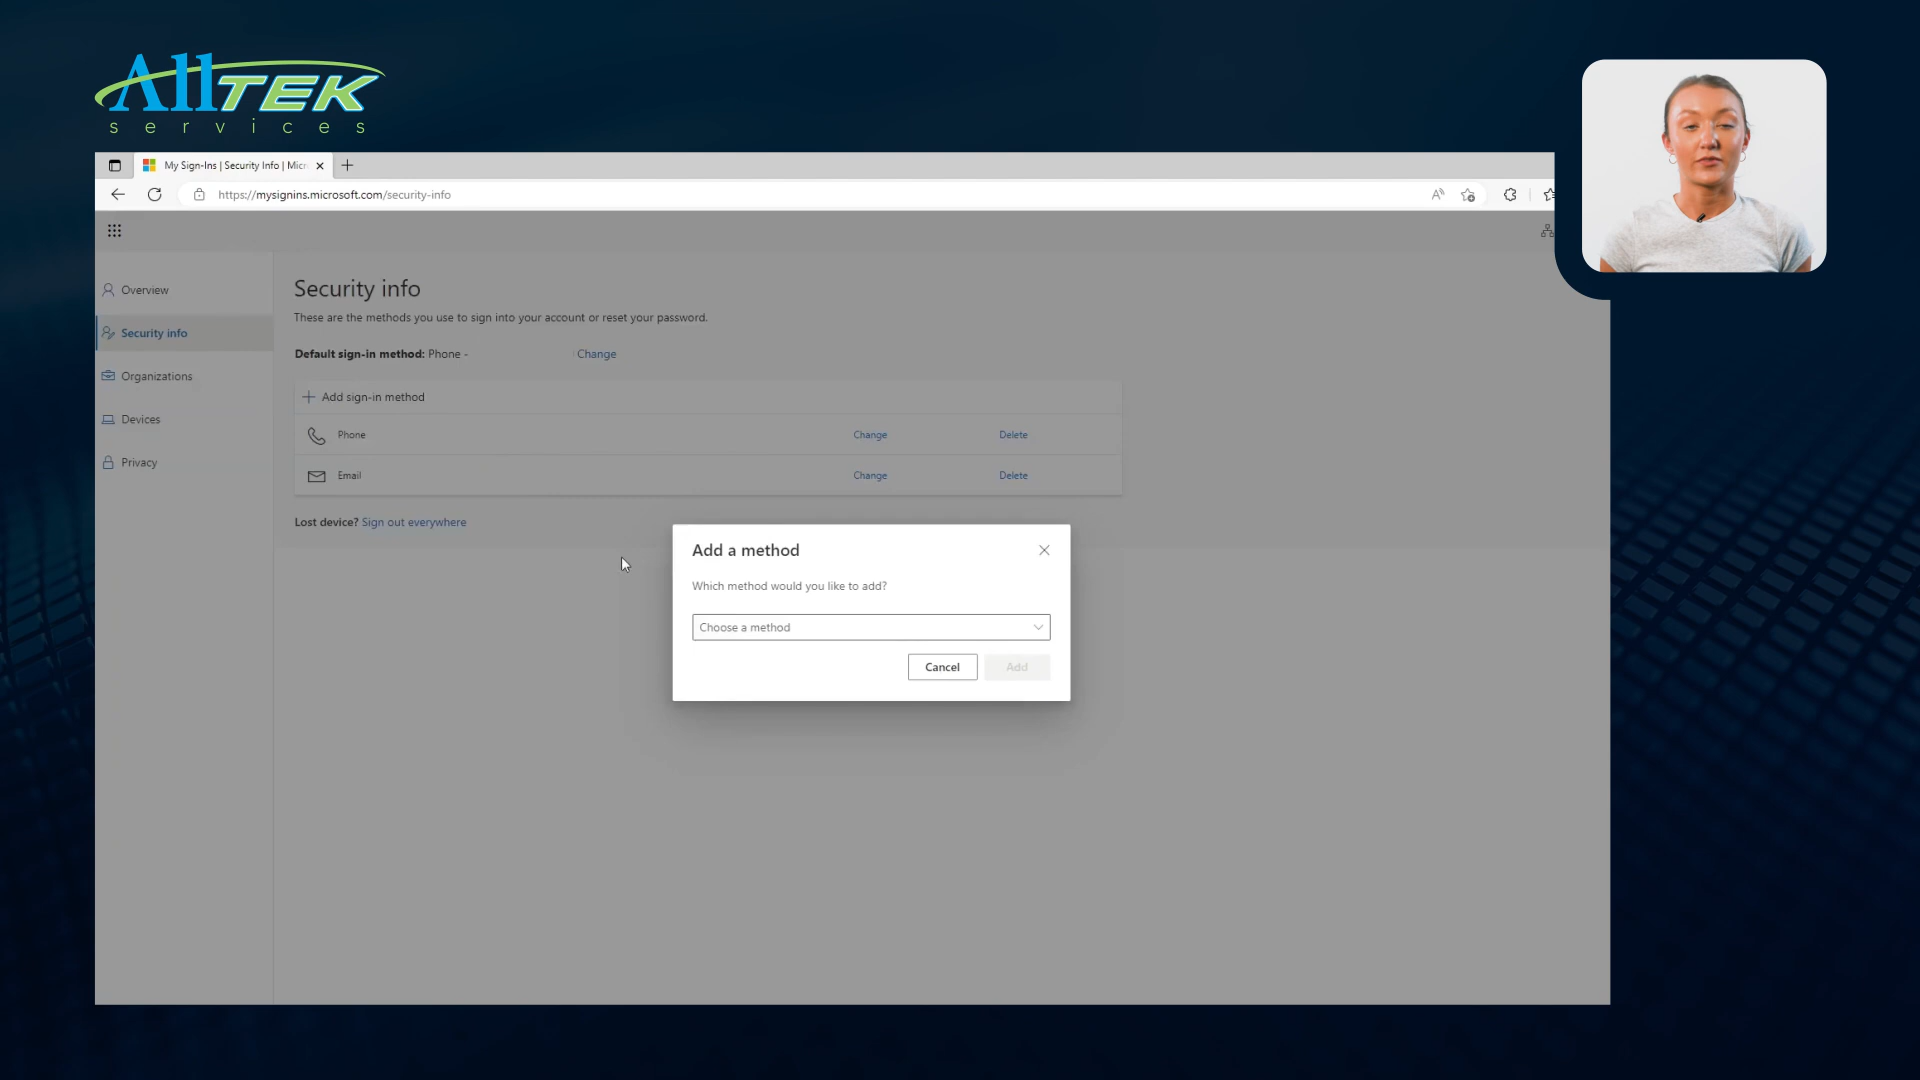 AllTEK
services
My Sign-Ins | Security Info | Micr
https://mysignins.microsoft.com/security-info
Overview
Security info
Organizations
Devices
Privacy
Security info
These are the methods you use to sign into your account or reset your password.
Default sign-in method: Phone - Change
Add sign-in method
Phone Change Delete
Email Change Delete
Lost device? Sign out everywhere
Add a method
Which method would you like to add?
Choose a method
Cancel Add